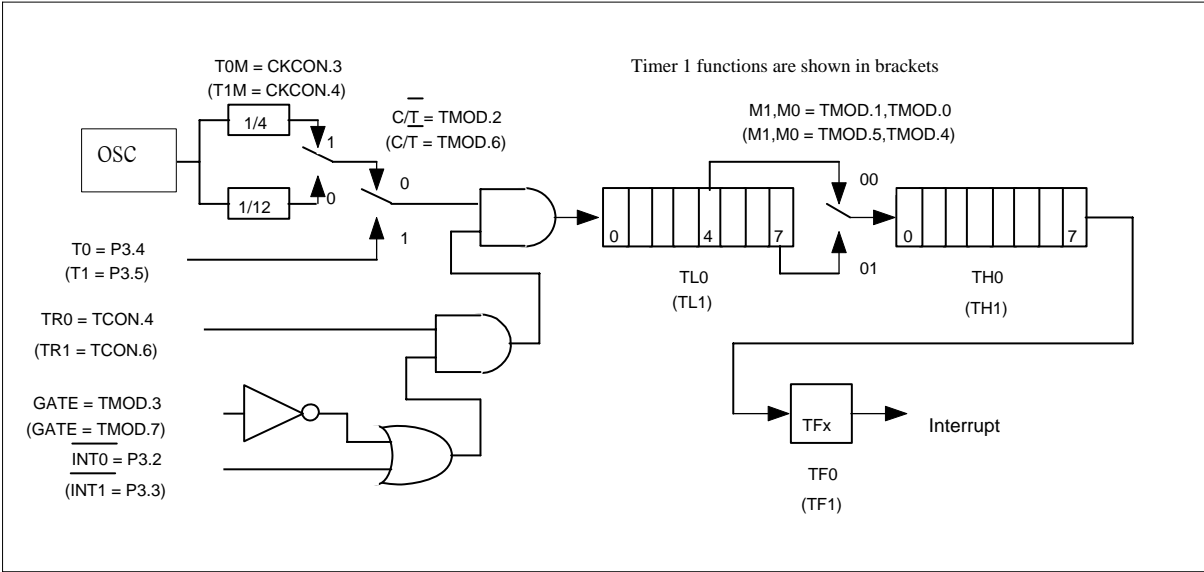 T0M = CKCON.3
(T1M = CKCON.4)
Timer 1 functions are shown in brackets
1/4
OSC
1
C/T̅ = TMOD.2
(C/T̅ = TMOD.6)
M1,M0 = TMOD.1,TMOD.0
(M1,M0 = TMOD.5,TMOD.4)
1/12
0
0
1
00
01
0
4
7
0
7
T0 = P3.4
(T1 = P3.5)
TL0
(TL1)
TH0
(TH1)
TR0 = TCON.4
(TR1 = TCON.6)
GATE = TMOD.3
(GATE = TMOD.7)
I̅N̅T̅0̅ = P3.2
(I̅N̅T̅1̅ = P3.3)
TFx
Interrupt
TF0
(TF1)